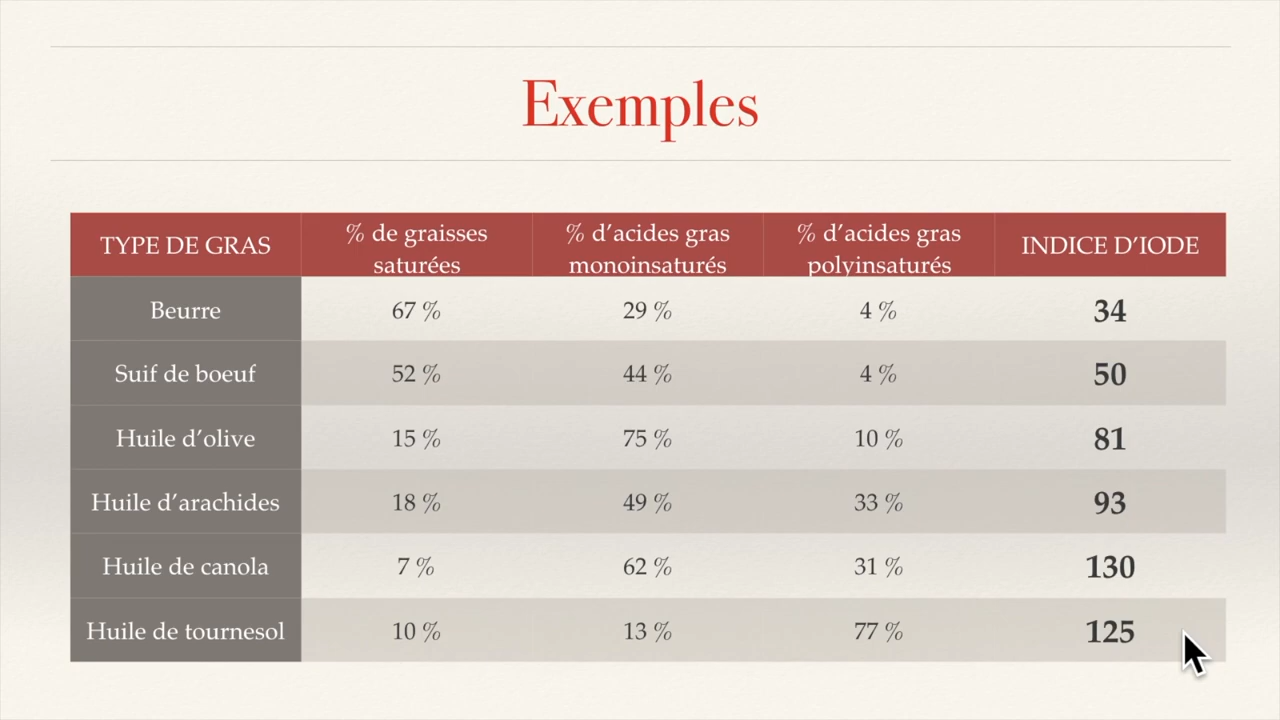 Exemples
TYPE DE GRAS
% de graisses
saturées
% d’acides gras
monoinsaturés
% d’acides gras
polyinsaturés
INDICE D’IODE
Beurre 67 % 29 % 4 % 34
Suif de boeuf 52 % 44 % 4 % 50
Huile d’olive 15 % 75 % 10 % 81
Huile d’arachides 18 % 49 % 33 % 93
Huile de canola 7 % 62 % 31 % 130
Huile de tournesol 10 % 13 % 77 % 125